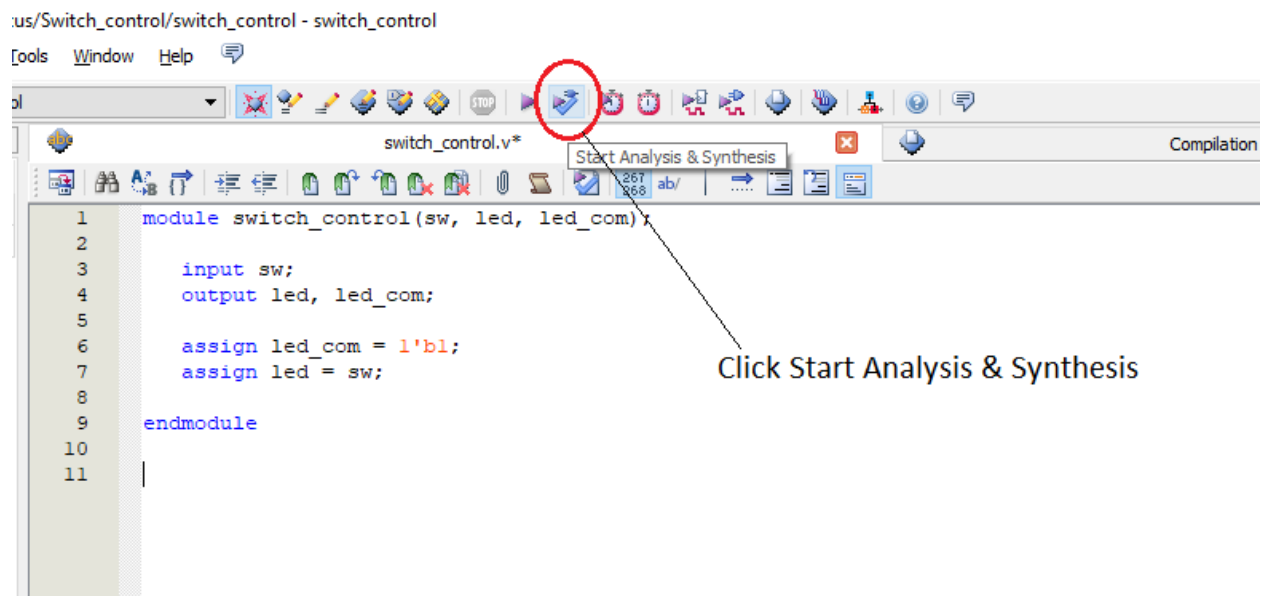 :us/Switch_control/switch_control - switch_control
Tools Window Help
ol
STOP
abc switch_control.v* Compilation
Start Analysis & Synthesis
267
268 ab/
1 module switch_control(sw, led, led_com);
2
3 input sw;
4 output led, led_com;
5
6 assign led_com = 1'b1;
7 assign led = sw;
8
9 endmodule
10
11
Click Start Analysis & Synthesis